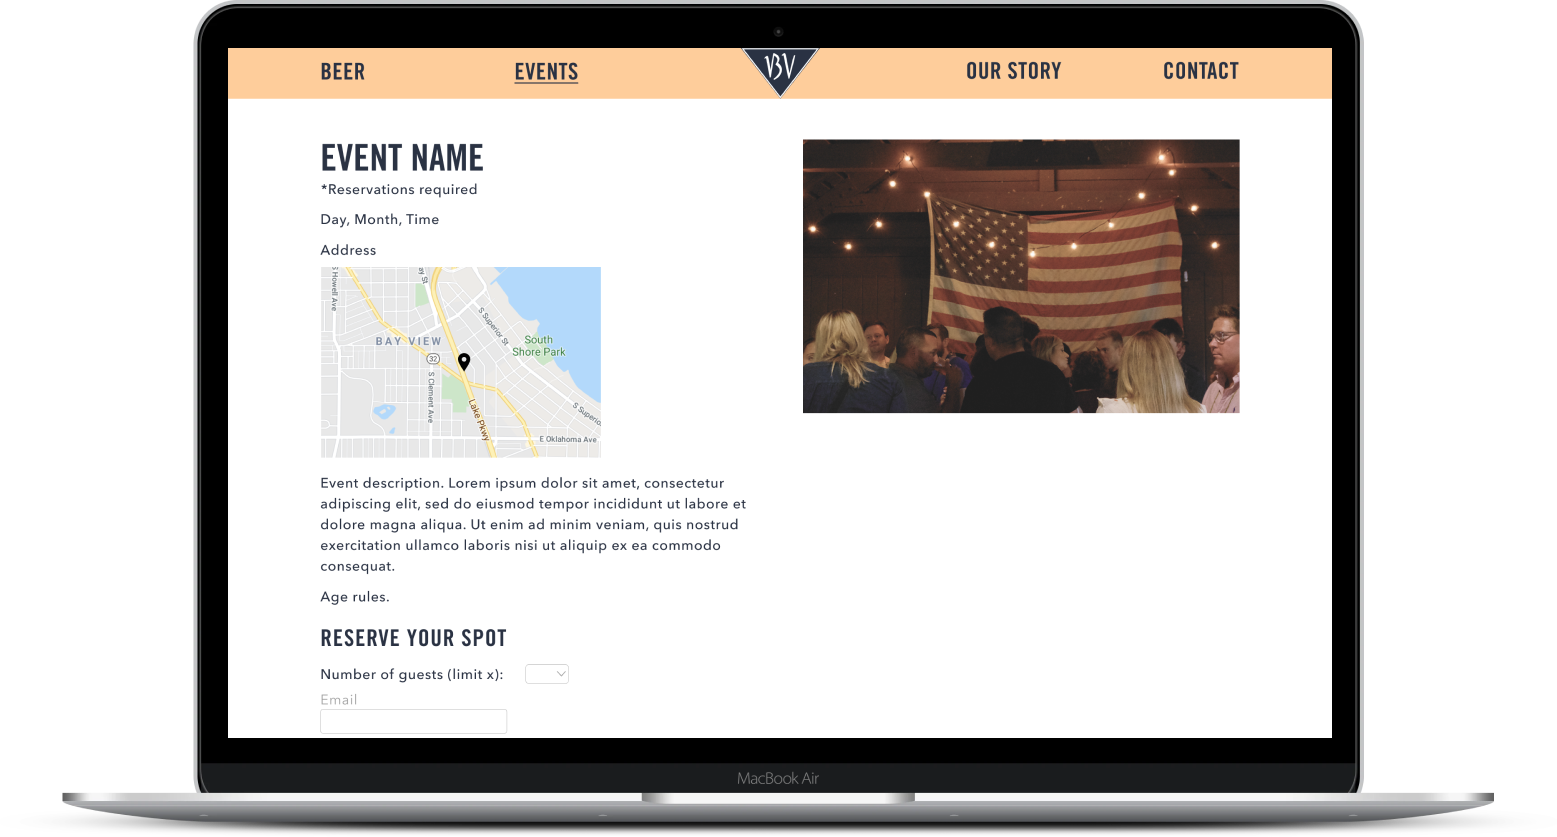 BEER
EVENTS
VBV
OUR STORY
CONTACT
EVENT NAME
*Reservations required
Day, Month, Time
Address
S Howell Ave
ay St
S Superior St
BAY VIEW
South
Shore Park
32
S Clement Ave
Lake Pkwy
S Superio
E Oklahoma Ave
Event description. Lorem ipsum dolor sit amet, consectetur
adipiscing elit, sed do eiusmod tempor incididunt ut labore et
dolore magna aliqua. Ut enim ad minim veniam, quis nostrud
exercitation ullamco laboris nisi ut aliquip ex ea commodo
consequat.
Age rules.
RESERVE YOUR SPOT
Number of guests (limit x):
Email
MacBook Air